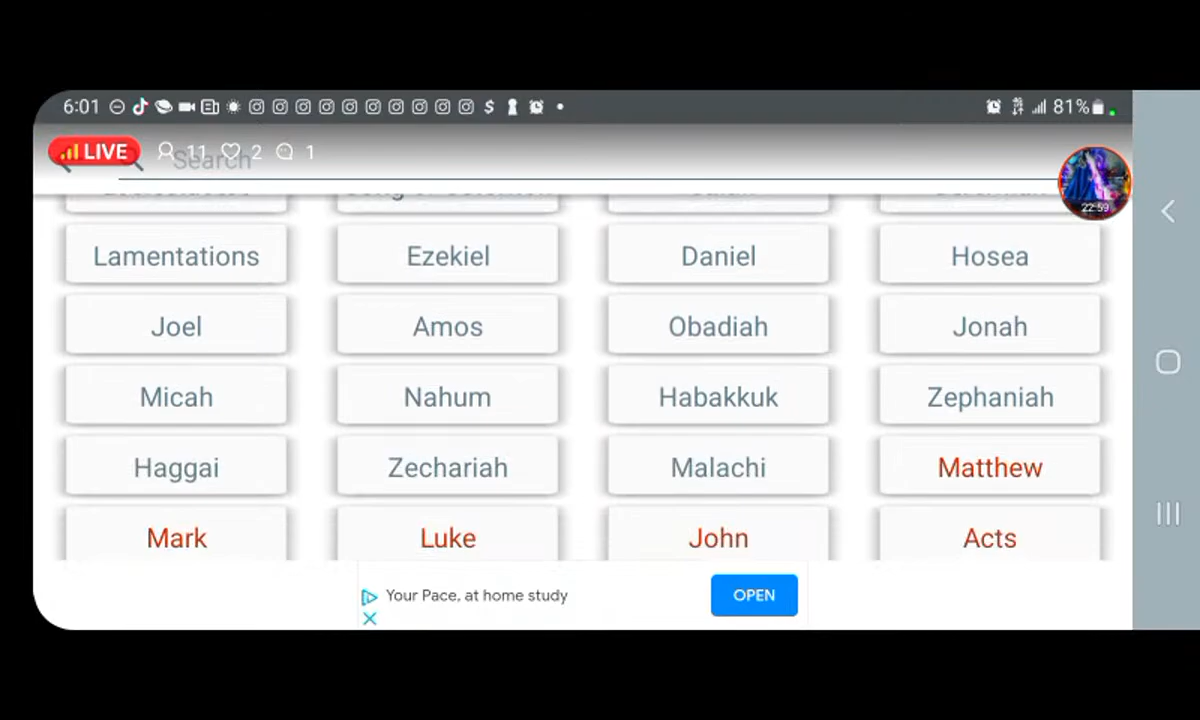 6:01 $ 81%
LIVE 11 2 1
Search
22:59
Lamentations Ezekiel Daniel Hosea
Joel Amos Obadiah Jonah
Micah Nahum Habakkuk Zephaniah
Haggai Zechariah Malachi Matthew
Mark Luke John Acts
Your Pace, at home study OPEN